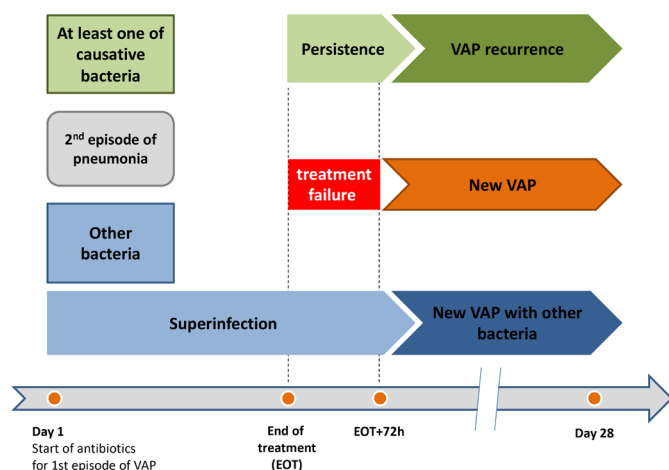 At least one of
causative
bacteria
Persistence
VAP recurrence
2nd episode of
pneumonia
treatment
failure
New VAP
Other
bacteria
Superinfection
New VAP with other
bacteria
Day 1
Start of antibiotics
for 1st episode of VAP
End of
treatment
(EOT)
EOT+72h
Day 28